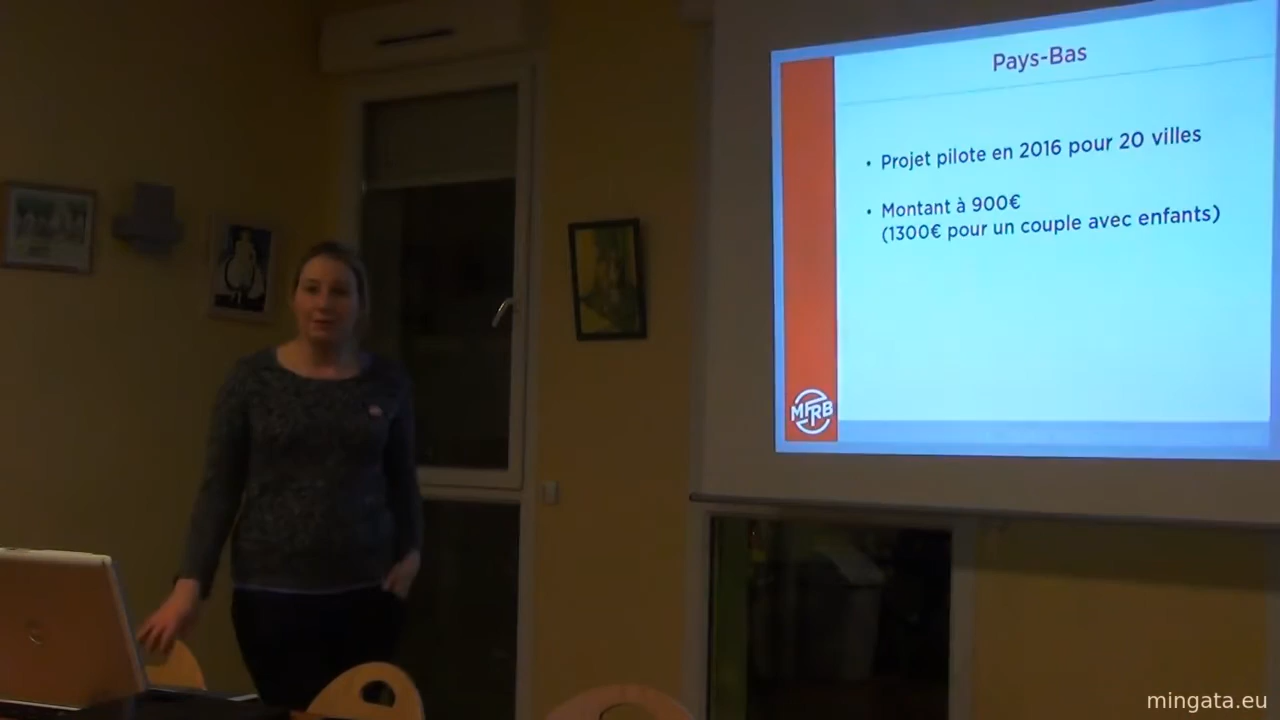 Pays-Bas
• Projet pilote en 2016 pour 20 villes
• Montant à 900€
(1300€ pour un couple avec enfants)
MFRB
mingata.eu